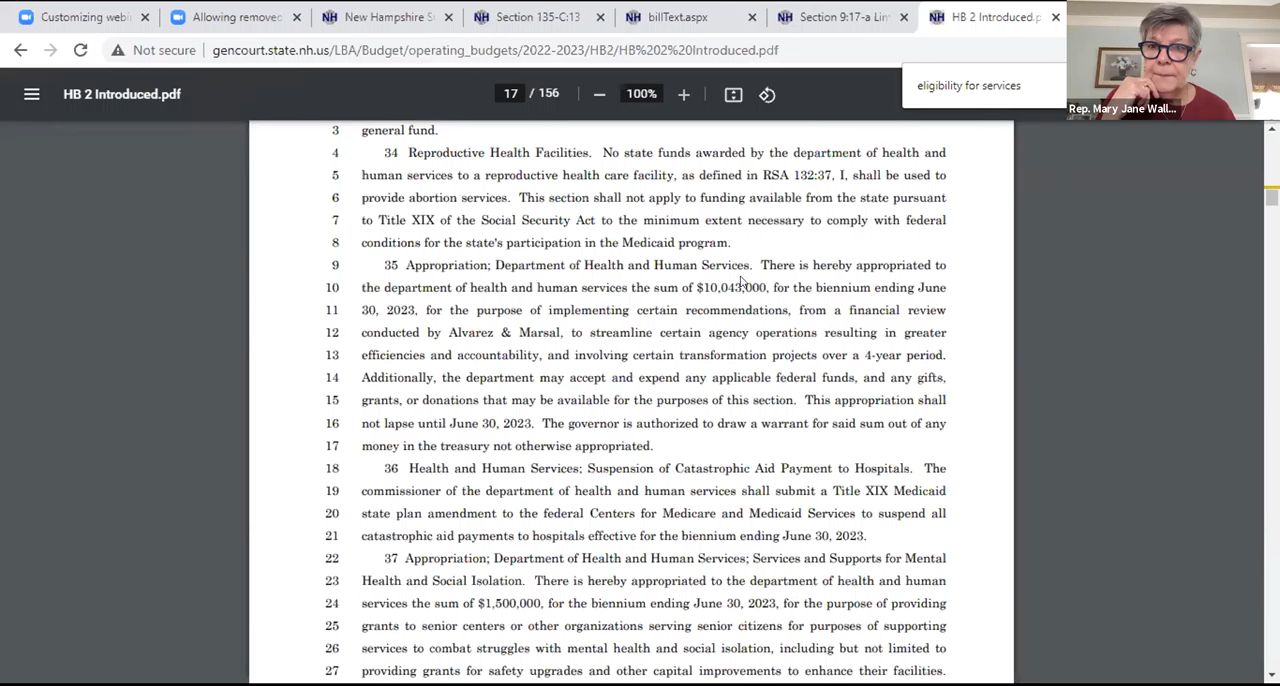 Customizing webi
Allowing removed
New Hampshire S
Section 135-C:13
billText.aspx
Section 9:17-a Lin
HB 2 Introduced.p
Not secure
gencourt.state.nh.us/LBA/Budget/operating_budgets/2022-2023/HB2/HB%202%20Introduced.pdf
HB 2 Introduced.pdf
17 / 156
100%
eligibility for services
Rep. Mary Jane Wall...
3 general fund.
4 34 Reproductive Health Facilities. No state funds awarded by the department of health and
5 human services to a reproductive health care facility, as defined in RSA 132:37, I, shall be used to
6 provide abortion services. This section shall not apply to funding available from the state pursuant
7 to Title XIX of the Social Security Act to the minimum extent necessary to comply with federal
8 conditions for the state's participation in the Medicaid program.
9 35 Appropriation; Department of Health and Human Services. There is hereby appropriated to
10 the department of health and human services the sum of $10,043,000, for the biennium ending June
11 30, 2023, for the purpose of implementing certain recommendations, from a financial review
12 conducted by Alvarez & Marsal, to streamline certain agency operations resulting in greater
13 efficiencies and accountability, and involving certain transformation projects over a 4-year period.
14 Additionally, the department may accept and expend any applicable federal funds, and any gifts,
15 grants, or donations that may be available for the purposes of this section. This appropriation shall
16 not lapse until June 30, 2023. The governor is authorized to draw a warrant for said sum out of any
17 money in the treasury not otherwise appropriated.
18 36 Health and Human Services; Suspension of Catastrophic Aid Payment to Hospitals. The
19 commissioner of the department of health and human services shall submit a Title XIX Medicaid
20 state plan amendment to the federal Centers for Medicare and Medicaid Services to suspend all
21 catastrophic aid payments to hospitals effective for the biennium ending June 30, 2023.
22 37 Appropriation; Department of Health and Human Services; Services and Supports for Mental
23 Health and Social Isolation. There is hereby appropriated to the department of health and human
24 services the sum of $1,500,000, for the biennium ending June 30, 2023, for the purpose of providing
25 grants to senior centers or other organizations serving senior citizens for purposes of supporting
26 services to combat struggles with mental health and social isolation, including but not limited to
27 providing grants for safety upgrades and other capital improvements to enhance their facilities.